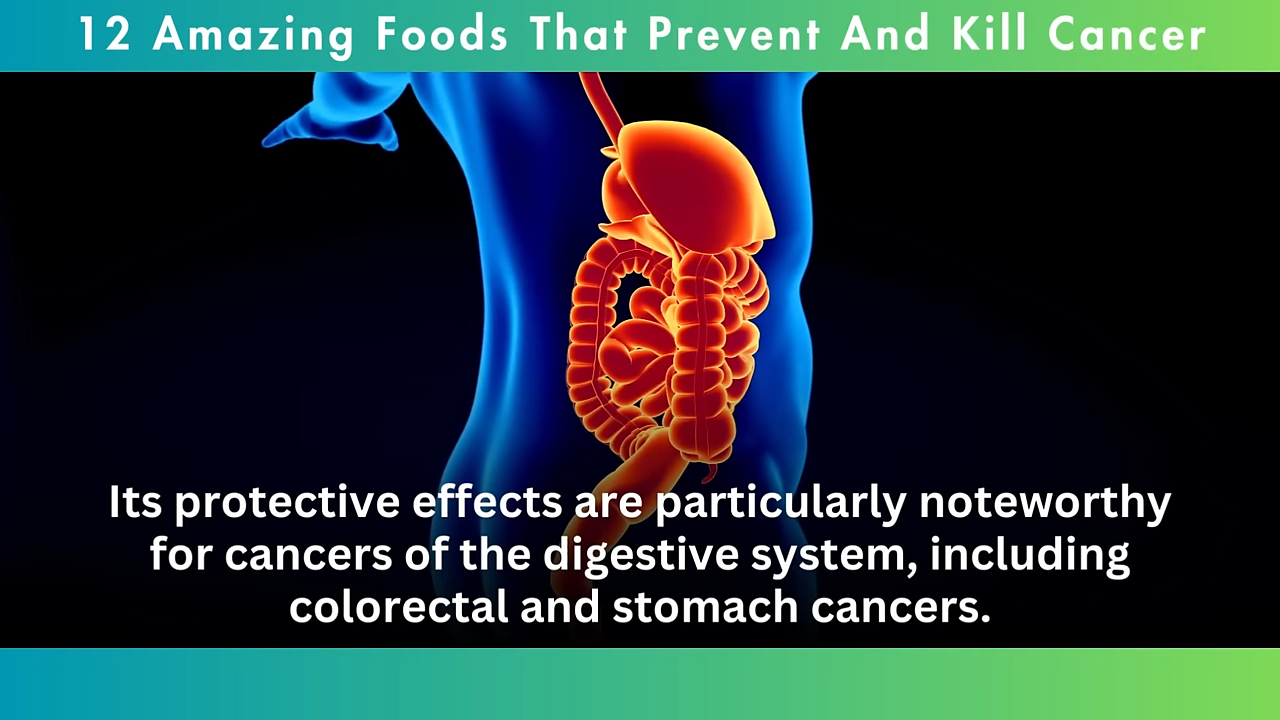 12 Amazing Foods That Prevent And Kill Cancer
Its protective effects are particularly noteworthy
for cancers of the digestive system, including
colorectal and stomach cancers.